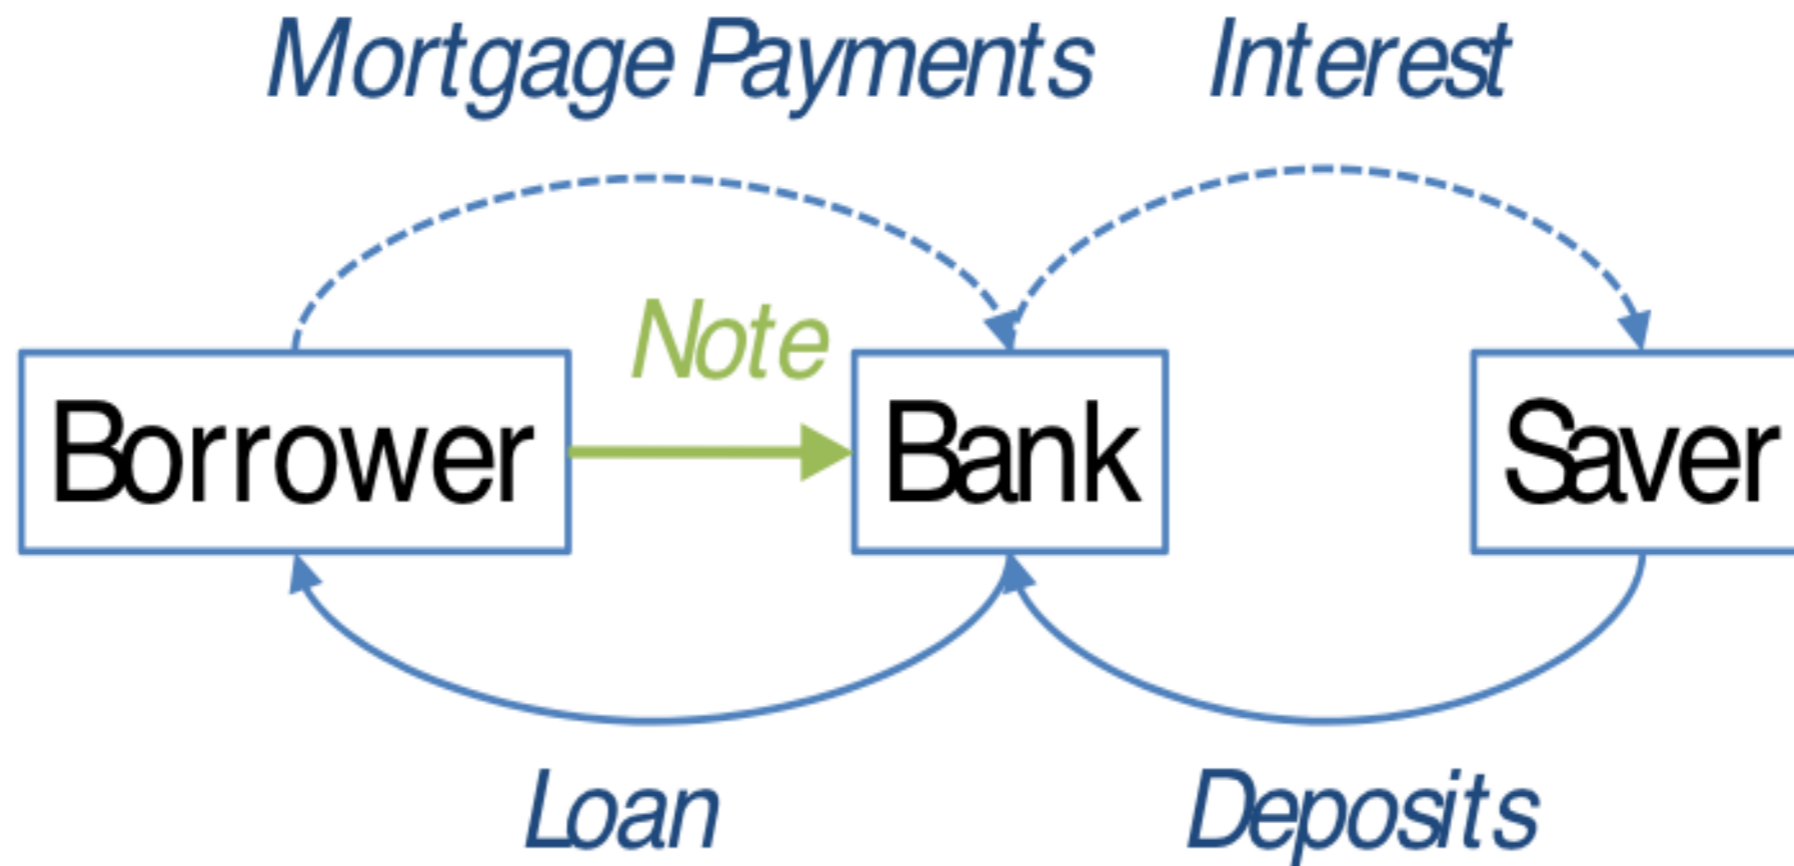 Mortgage Payments Interest
Note
Borrower Bank Saver
Loan Deposits